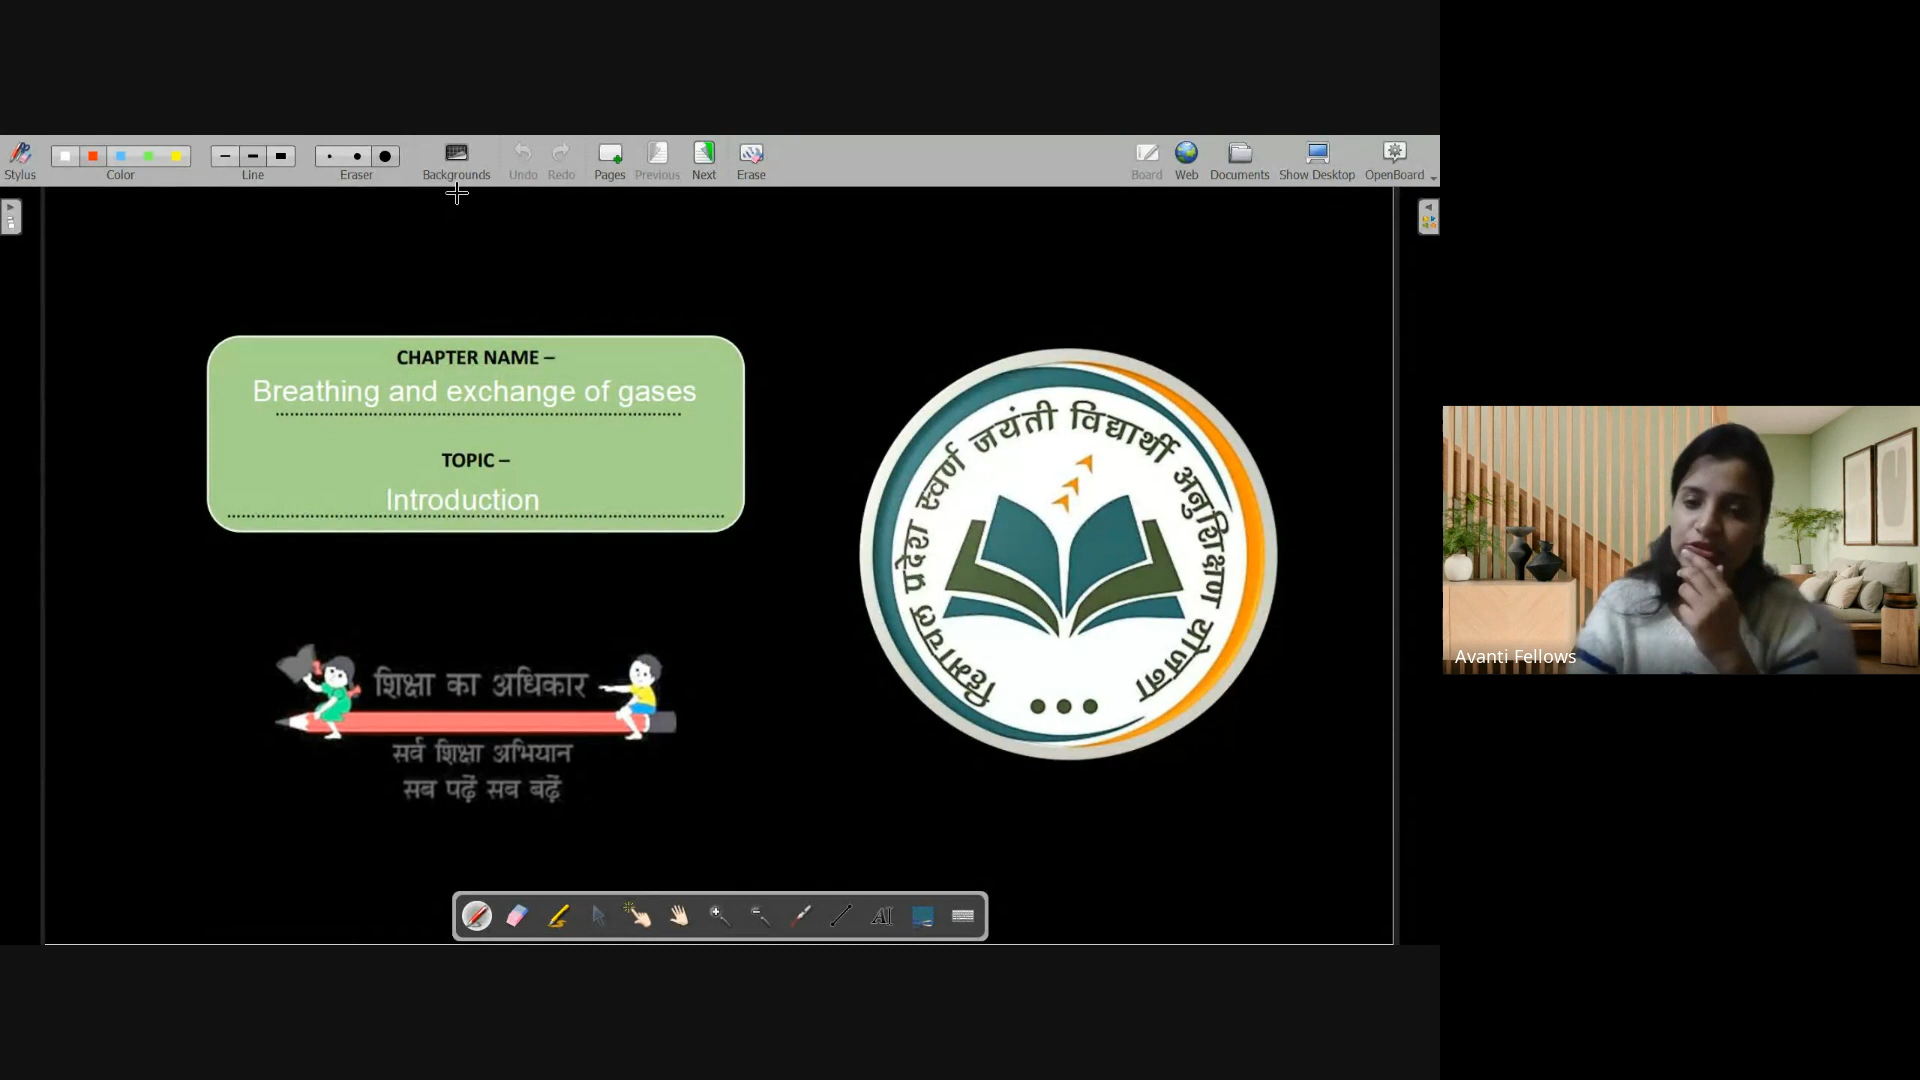 Stylus
Color
Line
Eraser
Backgrounds
Undo
Redo
Pages
Previous
Next
Erase
Board
Web
Documents
Show Desktop
OpenBoard
CHAPTER NAME –
Breathing and exchange of gases
TOPIC –
Introduction
हिमाचल प्रदेश स्वर्ण जयंती विद्यार्थी अनुशिक्षण योजना
शिक्षा का अधिकार
सर्व शिक्षा अभियान
सब पढ़ें सब बढ़ें
AI
Avanti Fellows